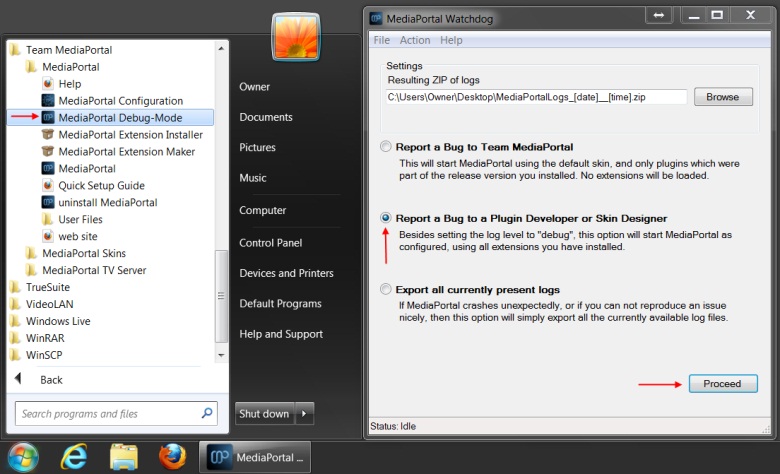 Team MediaPortal
MediaPortal
Help
MediaPortal Configuration
MediaPortal Debug-Mode
MediaPortal Extension Installer
MediaPortal Extension Maker
MediaPortal
Quick Setup Guide
uninstall MediaPortal
User Files
web site
MediaPortal Skins
MediaPortal TV Server
TrueSuite
VideoLAN
Windows Live
WinRAR
WinSCP
Back
Search programs and files
Owner
Documents
Pictures
Music
Computer
Control Panel
Devices and Printers
Default Programs
Help and Support
Shut down
MediaPortal ...
MediaPortal Watchdog
File Action Help
Settings
Resulting ZIP of logs
C:\Users\Owner\Desktop\MediaPortalLogs_[date]__[time].zip
Browse
Report a Bug to Team MediaPortal
This will start MediaPortal using the default skin, and only plugins which were
part of the release version you installed. No extensions will be loaded.
Report a Bug to a Plugin Developer or Skin Designer
Besides setting the log level to "debug", this option will start MediaPortal as
configured, using all extensions you have installed.
Export all currently present logs
If MediaPortal crashes unexpectedly, or if you can not reproduce an issue
nicely, then this option will simply export all the currently available log files.
Proceed
Status: Idle